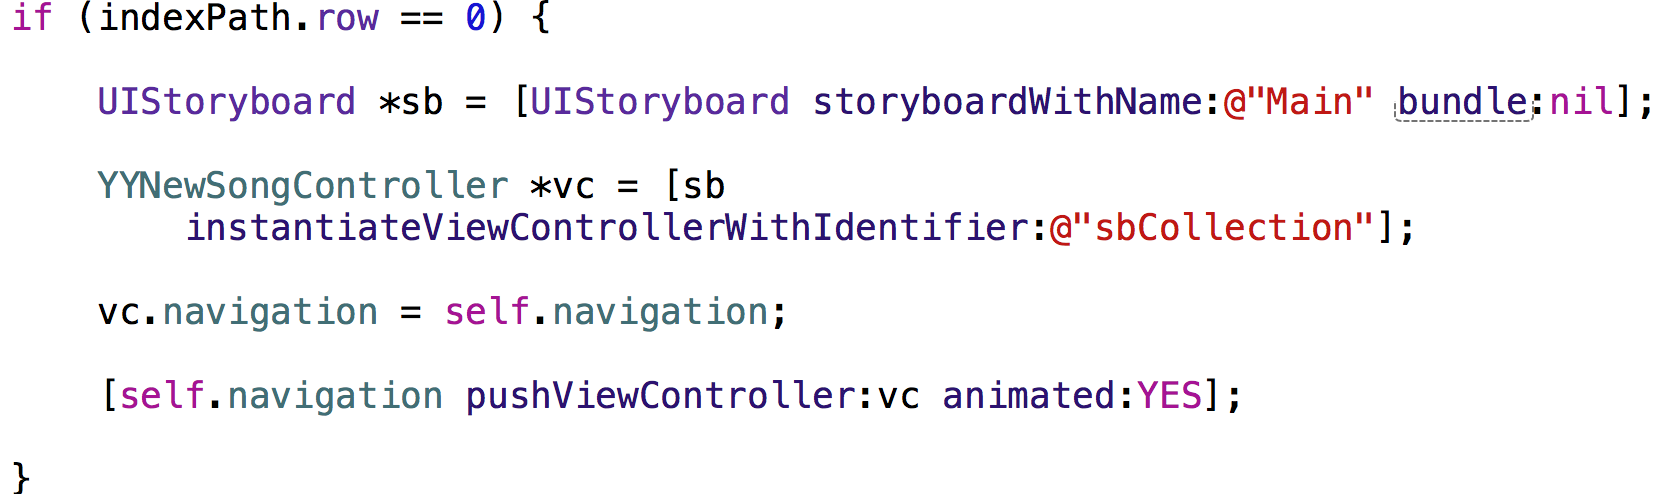 if (indexPath.row == 0) {
UIStoryboard *sb = [UIStoryboard storyboardWithName:@"Main" bundle:nil];
YYNewSongController *vc = [sb
instantiateViewControllerWithIdentifier:@"sbCollection"];
vc.navigation = self.navigation;
[self.navigation pushViewController:vc animated:YES];
}